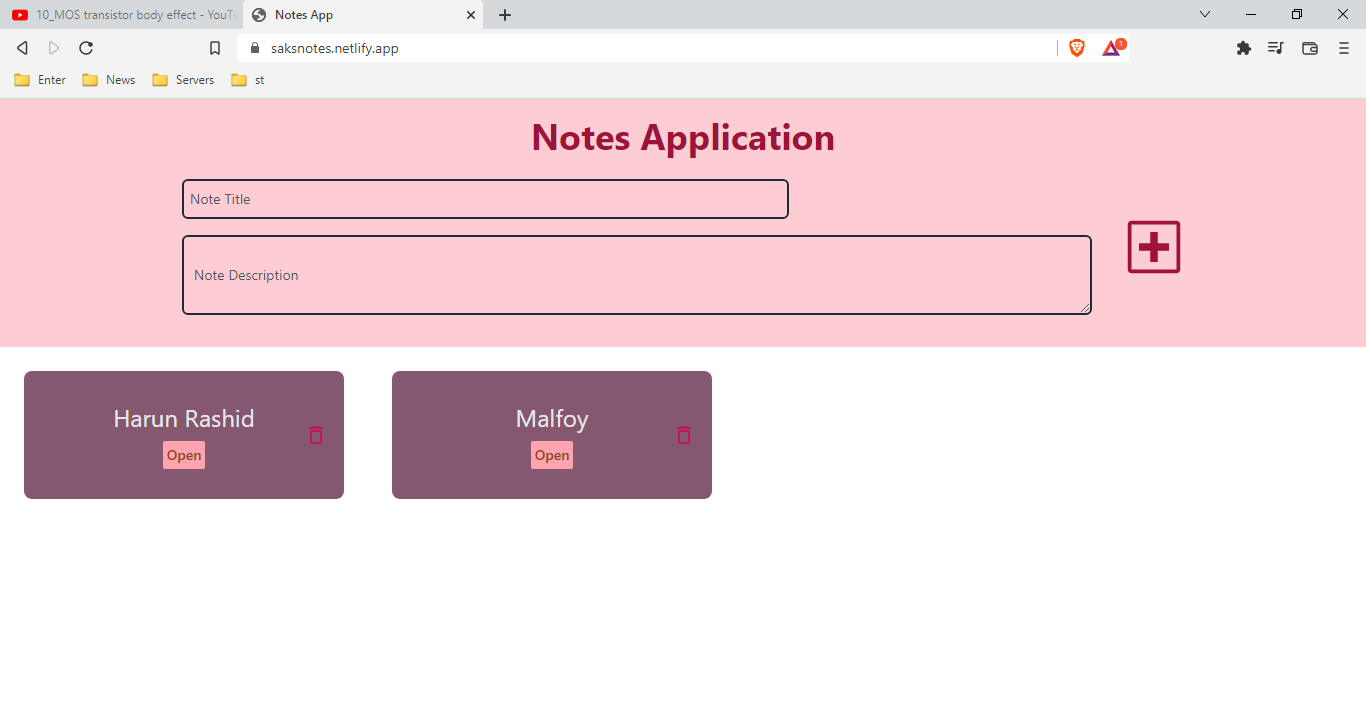 10_MOS transistor body effect - YouTu
Notes App
saksnotes.netlify.app
1
Enter
News
Servers
st
Notes Application
Note Title
Note Description
Harun Rashid
Open
Malfoy
Open